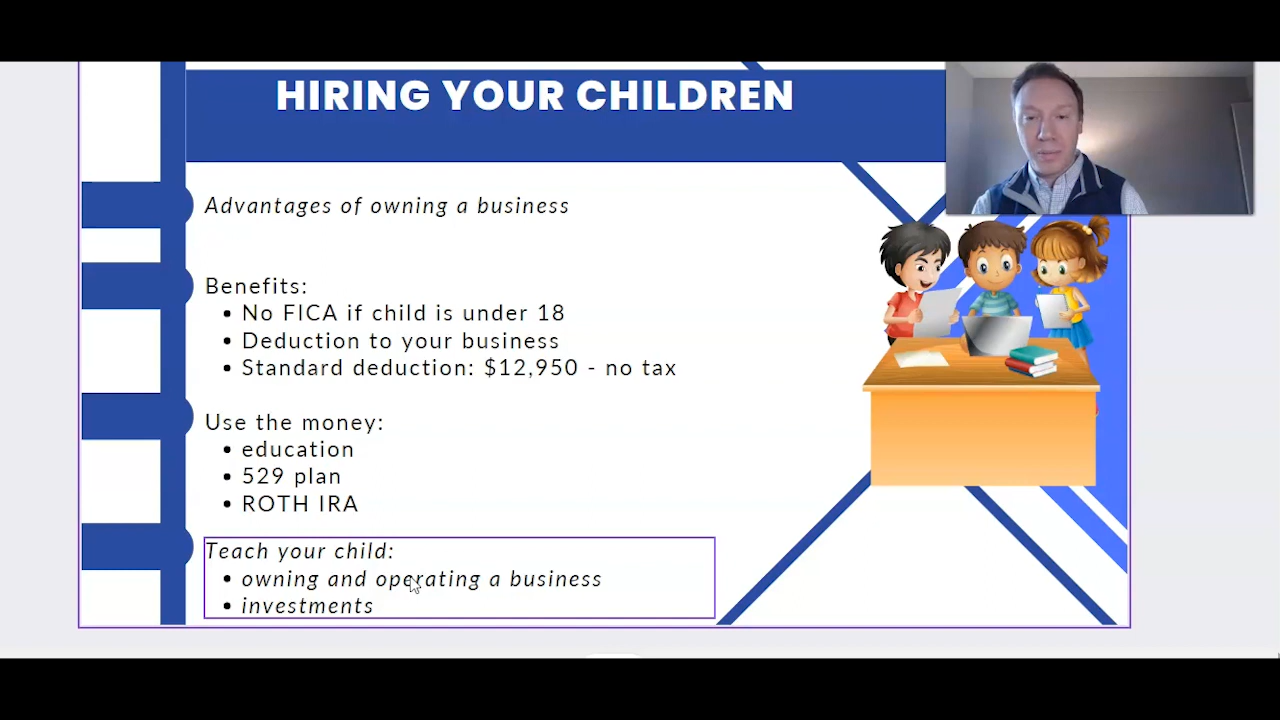 HIRING YOUR CHILDREN
Advantages of owning a business
Benefits:
• No FICA if child is under 18
• Deduction to your business
• Standard deduction: $12,950 - no tax
Use the money:
• education
• 529 plan
• ROTH IRA
Teach your child:
• owning and operating a business
• investments